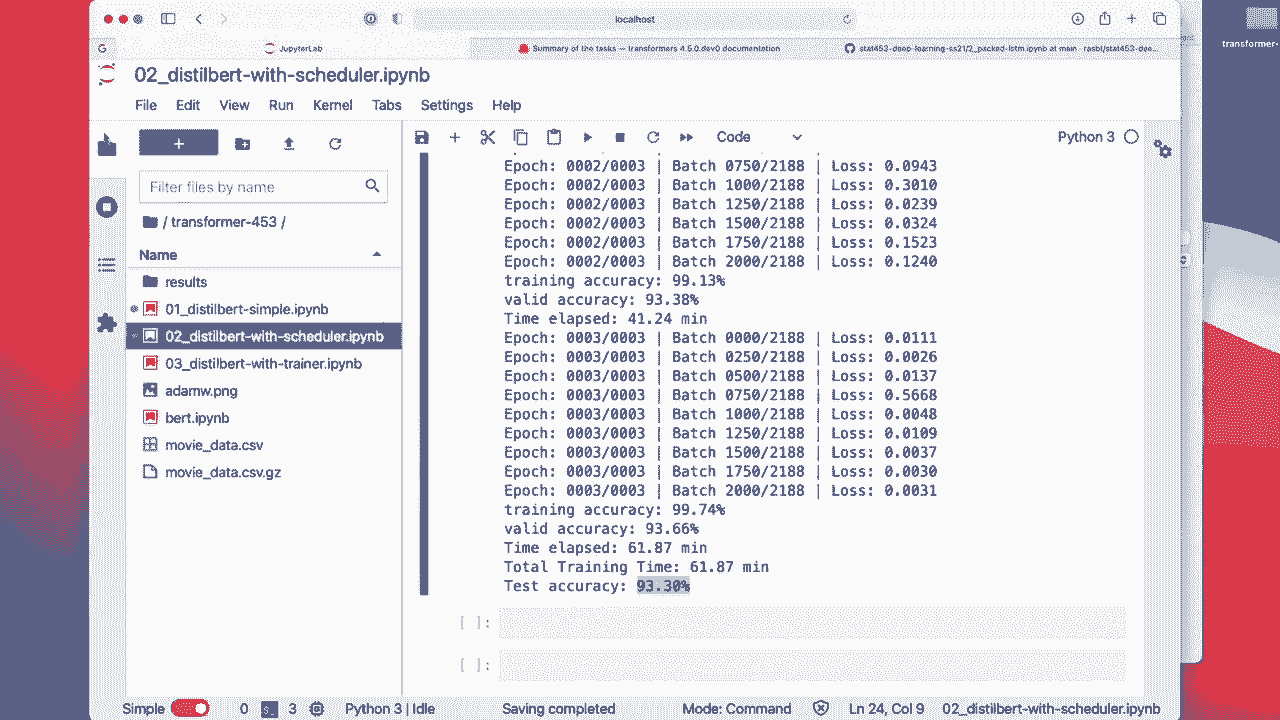 localhost
JupyterLab
Summary of the tasks — transformers 4.5.0.dev0 documentation
02_distilbert-with-scheduler.ipynb
transformer-
File Edit View Run Kernel Tabs Settings Help
Code
Python 3
Filter files by name
/ transformer-453 /
Name
results
01_distilbert-simple.ipynb
02_distilbert-with-scheduler.ipynb
03_distilbert-with-trainer.ipynb
adamw.png
bert.ipynb
movie_data.csv
movie_data.csv.gz
Epoch: 0002/0003 | Batch 0750/2188 | Loss: 0.0943
Epoch: 0002/0003 | Batch 1000/2188 | Loss: 0.3010
Epoch: 0002/0003 | Batch 1250/2188 | Loss: 0.0239
Epoch: 0002/0003 | Batch 1500/2188 | Loss: 0.0324
Epoch: 0002/0003 | Batch 1750/2188 | Loss: 0.1523
Epoch: 0002/0003 | Batch 2000/2188 | Loss: 0.1240
training accuracy: 99.13%
valid accuracy: 93.38%
Time elapsed: 41.24 min
Epoch: 0003/0003 | Batch 0000/2188 | Loss: 0.0111
Epoch: 0003/0003 | Batch 0250/2188 | Loss: 0.0026
Epoch: 0003/0003 | Batch 0500/2188 | Loss: 0.0137
Epoch: 0003/0003 | Batch 0750/2188 | Loss: 0.5668
Epoch: 0003/0003 | Batch 1000/2188 | Loss: 0.0048
Epoch: 0003/0003 | Batch 1250/2188 | Loss: 0.0109
Epoch: 0003/0003 | Batch 1500/2188 | Loss: 0.0037
Epoch: 0003/0003 | Batch 1750/2188 | Loss: 0.0030
Epoch: 0003/0003 | Batch 2000/2188 | Loss: 0.0031
training accuracy: 99.74%
valid accuracy: 93.66%
Time elapsed: 61.87 min
Total Training Time: 61.87 min
Test accuracy: 93.30%
[ ]:
[ ]:
Simple 0 3 Python 3 | Idle Saving completed Mode: Command Ln 24, Col 9 02_distilbert-with-scheduler.ipynb